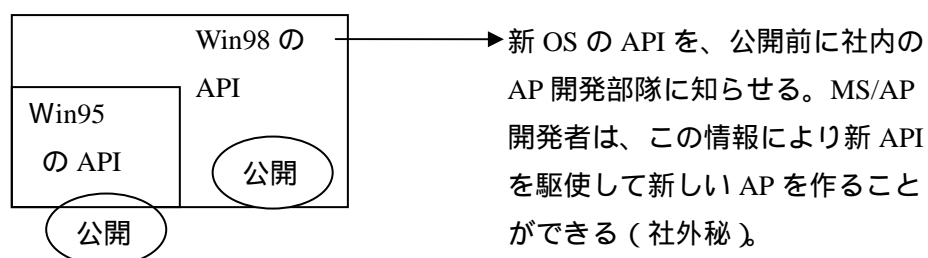 Win98 の
API
Win95
の API
公開
公開
新 OS の API を、公開前に社内の
AP 開発部隊に知らせる。MS/AP
開発者は、この情報により新 API
を駆使して新しい AP を作ること
ができる（社外秘）。